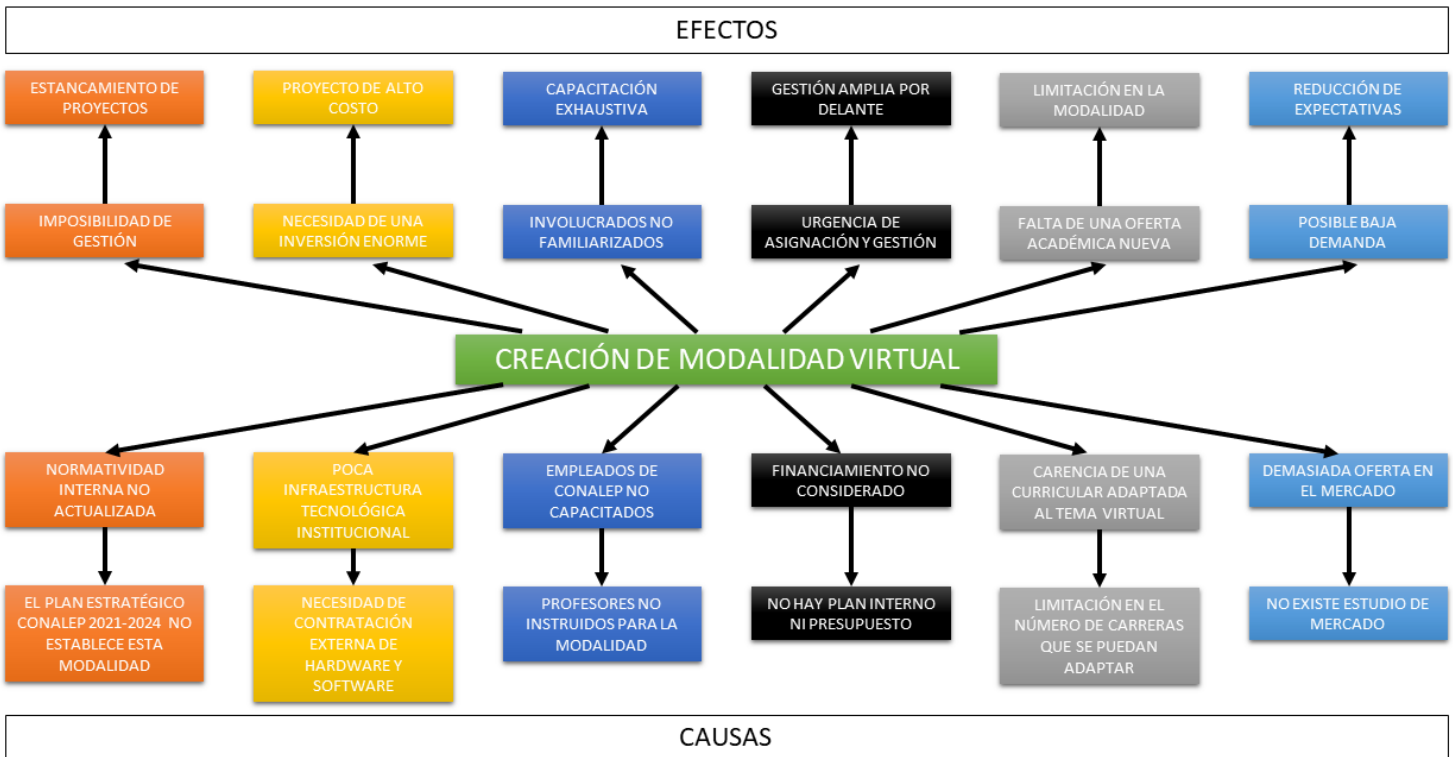 EFECTOS
ESTANCAMIENTO DE
PROYECTOS
PROYECTO DE ALTO
COSTO
CAPACITACIÓN
EXHAUSTIVA
GESTIÓN AMPLIA POR
DELANTE
LIMITACIÓN EN LA
MODALIDAD
REDUCCIÓN DE
EXPECTATIVAS
IMPOSIBILIDAD DE
GESTIÓN
NECESIDAD DE UNA
INVERSIÓN ENORME
INVOLUCRADOS NO
FAMILIARIZADOS
URGENCIA DE
ASIGNACIÓN Y GESTIÓN
FALTA DE UNA OFERTA
ACADÉMICA NUEVA
POSIBLE BAJA
DEMANDA
CREACIÓN DE MODALIDAD VIRTUAL
NORMATIVIDAD
INTERNA NO
ACTUALIZADA
POCA
INFRAESTRUCTURA
TECNOLÓGICA
INSTITUCIONAL
EMPLEADOS DE
CONALEP NO
CAPACITADOS
FINANCIAMIENTO NO
CONSIDERADO
CARENCIA DE UNA
CURRICULAR ADAPTADA
AL TEMA VIRTUAL
DEMASIADA OFERTA EN
EL MERCADO
EL PLAN ESTRATÉGICO
CONALEP 2021-2024 NO
ESTABLECE ESTA
MODALIDAD
NECESIDAD DE
CONTRATACIÓN
EXTERNA DE
HARDWARE Y
SOFTWARE
PROFESORES NO
INSTRUIDOS PARA LA
MODALIDAD
NO HAY PLAN INTERNO
NI PRESUPUESTO
LIMITACIÓN EN EL
NÚMERO DE CARRERAS
QUE SE PUEDAN
ADAPTAR
NO EXISTE ESTUDIO DE
MERCADO
CAUSAS